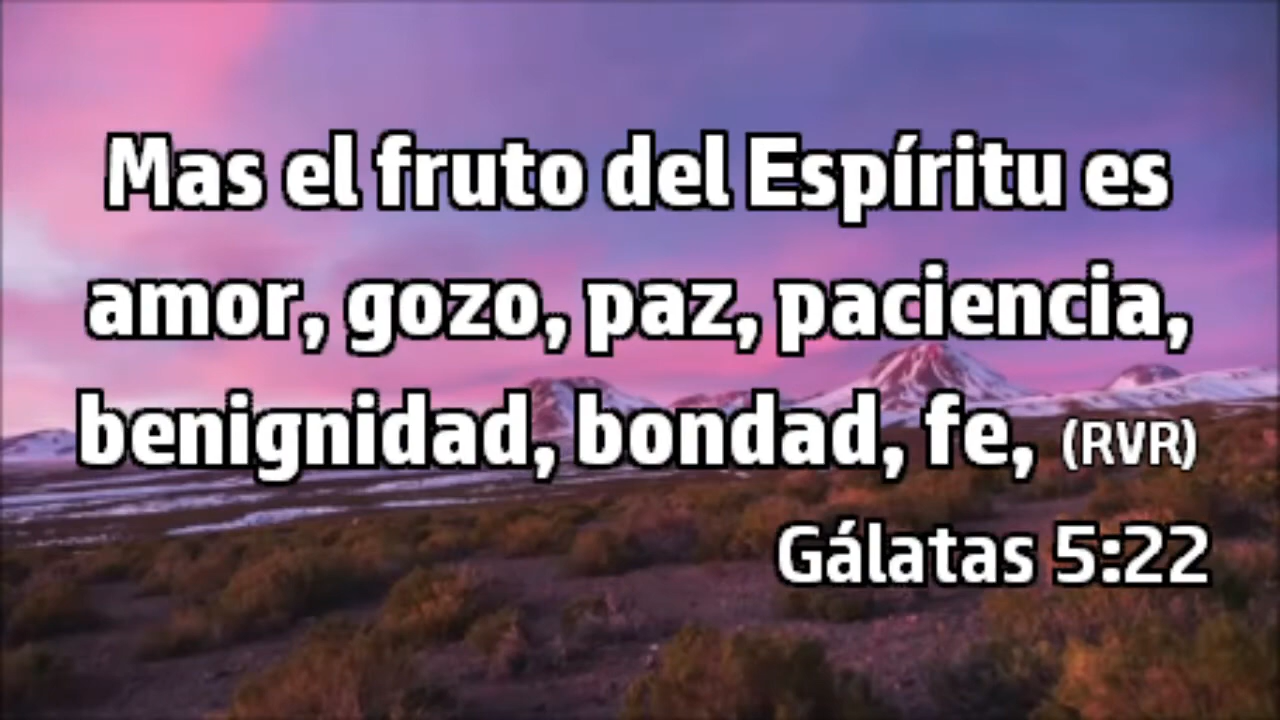 Mas el fruto del Espíritu es
amor, gozo, paz, paciencia,
benignidad, bondad, fe, (RVR)
Gálatas 5:22